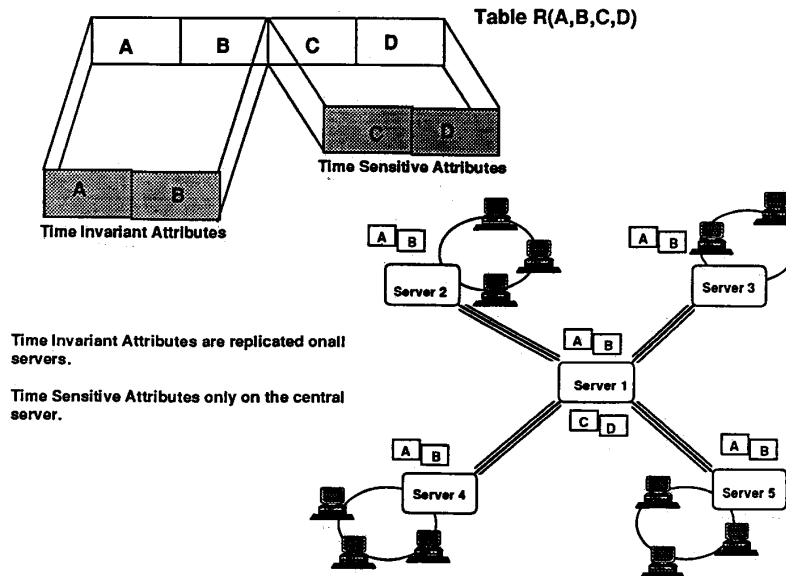 Table R(A,B,C,D)
A B C D
C D
Time Sensitive Attributes
A B
Time Invariant Attributes
A B
A B
Server 2
Server 3
Time Invariant Attributes are replicated onall
servers.
A B
Server 1
Time Sensitive Attributes only on the central
server.
C D
A B
A B
Server 4
Server 5